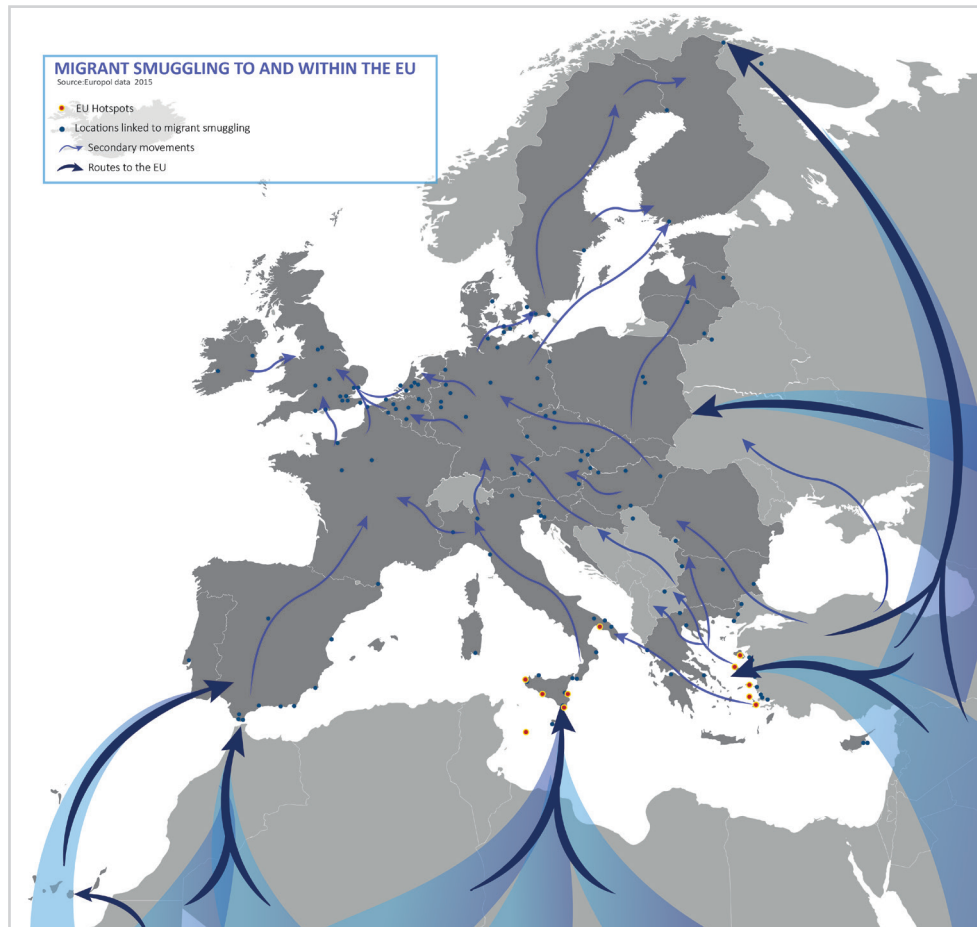 MIGRANT SMUGGLING TO AND WITHIN THE EU
Source:Europol data 2015
EU Hotspots
Locations linked to migrant smuggling
Secondary movements
Routes to the EU